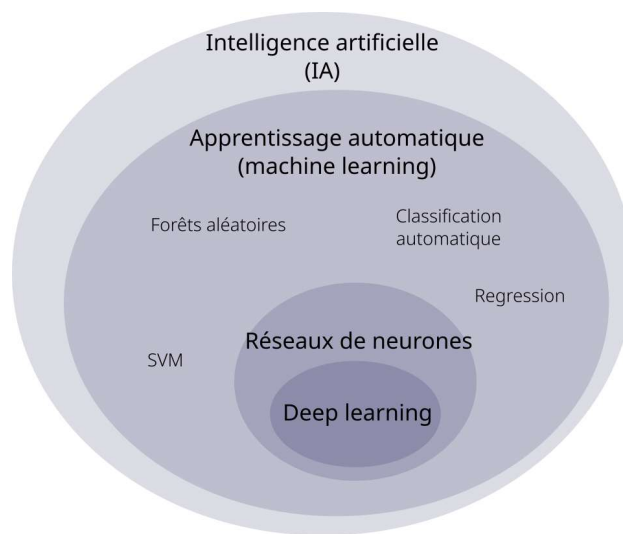 Intelligence artificielle
(IA)
Apprentissage automatique
(machine learning)
Forêts aléatoires
Classification
automatique
Regression
Réseaux de neurones
SVM
Deep learning